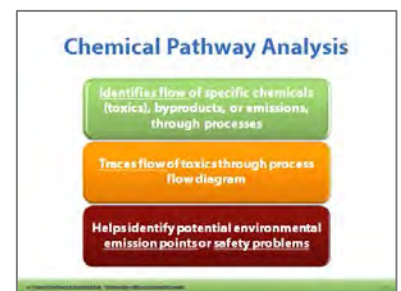 Chemical Pathway Analysis
Identifies flow of specific chemicals
(toxics), byproducts, or emissions,
through processes
Traces flow of toxics through process
flow diagram
Helps identify potential environmental
emission points or safety problems